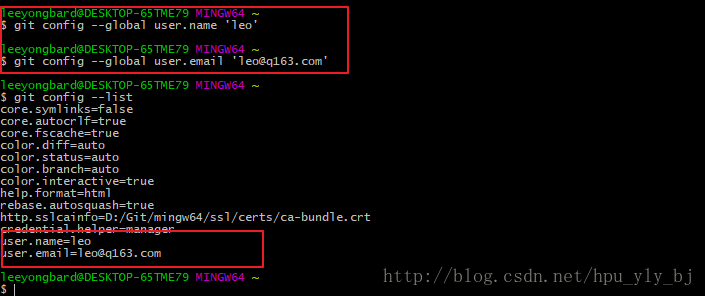 leeyongbard@DESKTOP-65TME79 MINGW64 ~
$ git config --global user.name 'leo'
leeyongbard@DESKTOP-65TME79 MINGW64 ~
$ git config --global user.email 'leo@q163.com'
leeyongbard@DESKTOP-65TME79 MINGW64 ~
$ git config --list
core.symlinks=false
core.autocrlf=true
core.fscache=true
color.diff=auto
color.status=auto
color.branch=auto
color.interactive=true
help.format=html
rebase.autosquash=true
http.sslcainfo=D:/Git/mingw64/ssl/certs/ca-bundle.crt
credential.helper=manager
user.name=leo
user.email=leo@q163.com
leeyongbard@DESKTOP-65TME79 MINGW64 ~
$
http://blog.csdn.net/hpu_yly_bj